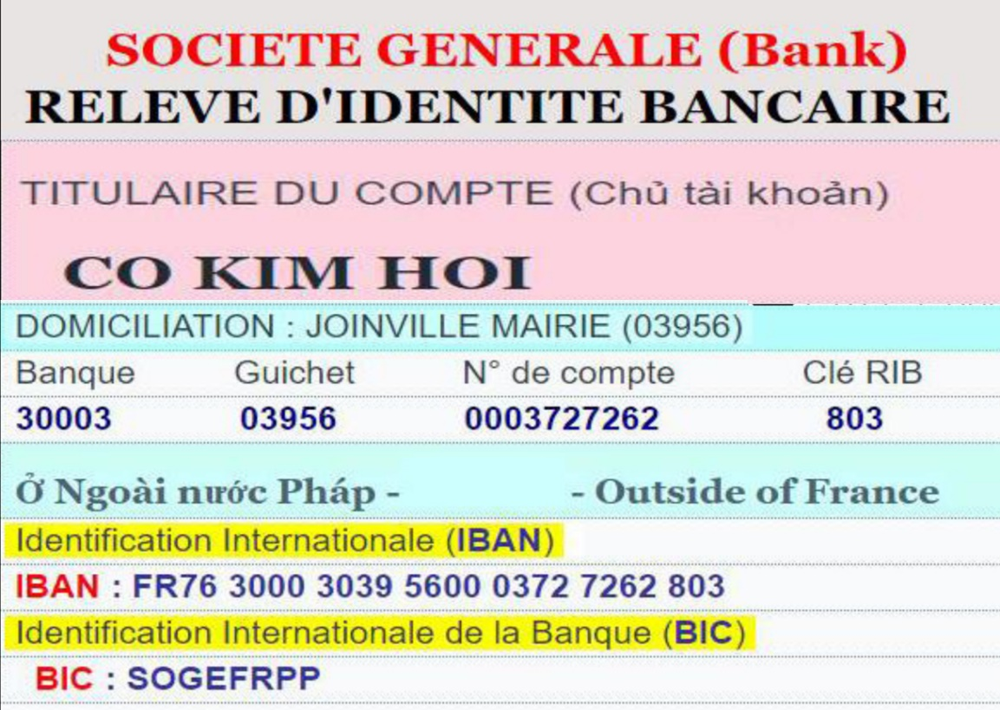 SOCIETE GENERALE (Bank)
RELEVE D'IDENTITE BANCAIRE
TITULAIRE DU COMPTE (Chủ tài khoản)
CO KIM HOI
DOMICILIATION : JOINVILLE MAIRIE (03956)
Banque Guichet N° de compte Clé RIB
30003 03956 0003727262 803
Ở Ngoài nước Pháp - - Outside of France
Identification Internationale (IBAN)
IBAN : FR76 3000 3039 5600 0372 7262 803
Identification Internationale de la Banque (BIC)
BIC : SOGEFRPP